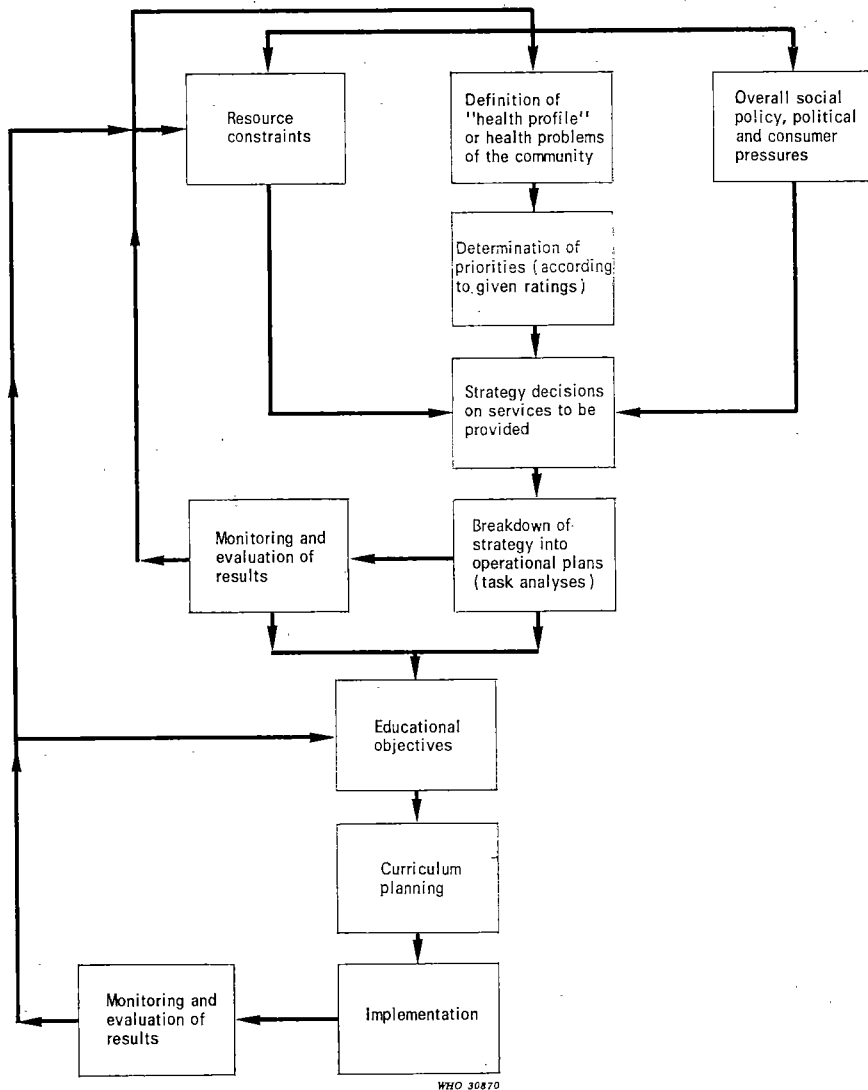 Resource
constraints
Definition of
"health profile"
or health problems
of the community
Overall social
policy, political
and consumer
pressures
Determination of
priorities (according
to given ratings)
Strategy decisions
on services to be
provided
Monitoring and
evaluation of
results
Breakdown of
strategy into
operational plans
(task analyses)
Educational
objectives
Curriculum
planning
Monitoring and
evaluation of
results
Implementation
WHO 30870